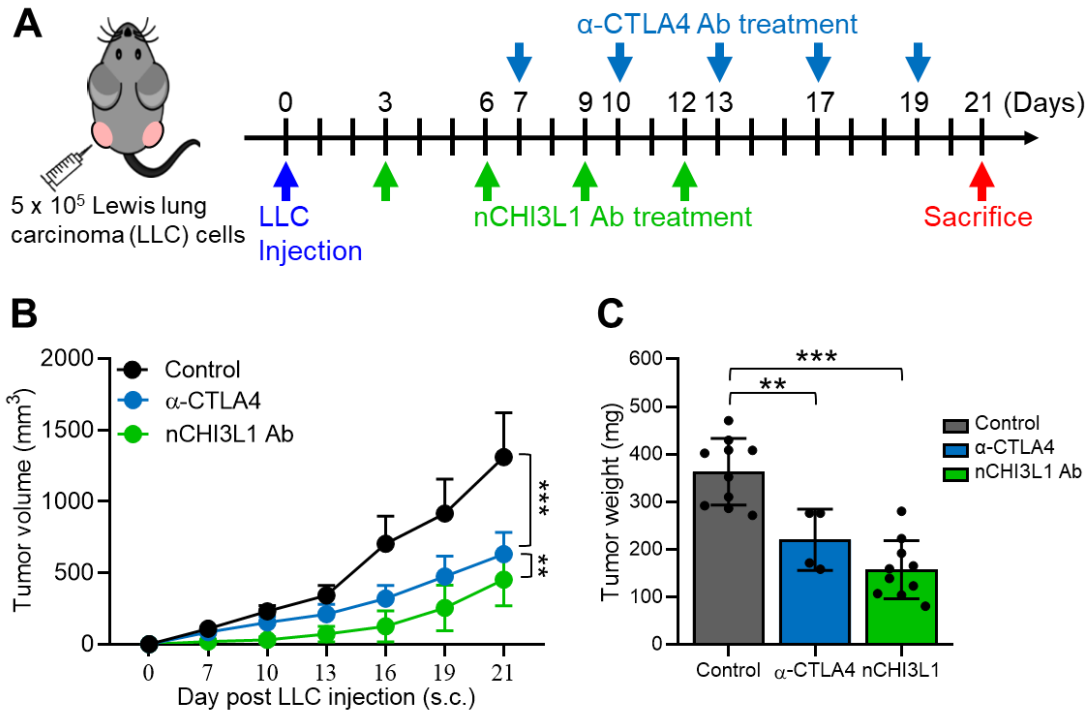 A
α-CTLA4 Ab treatment
0 3 6 7 9 10 12 13 17 19 21 (Days)
5 x 10⁵ Lewis lung
carcinoma (LLC) cells
LLC
Injection
nCHI3L1 Ab treatment
Sacrifice
B
Tumor volume (mm³)
2000
1500
1000
500
0
Control
α-CTLA4
nCHI3L1 Ab
***
**
0 7 10 13 16 19 21
Day post LLC injection (s.c.)
C
Tumor weight (mg)
600
500
400
300
200
100
0
***
**
Control
α-CTLA4
nCHI3L1 Ab
Control α-CTLA4 nCHI3L1